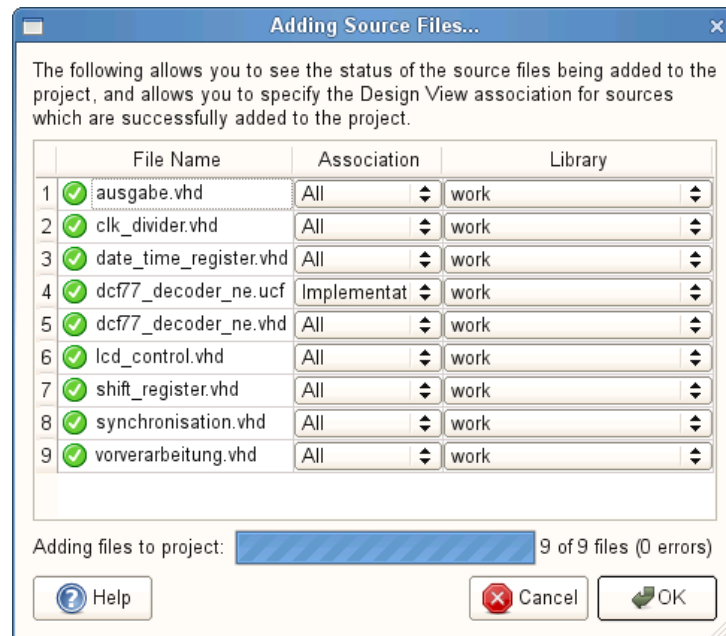 Adding Source Files...
The following allows you to see the status of the source files being added to the
project, and allows you to specify the Design View association for sources
which are successfully added to the project.
File Name Association Library
1 ausgabe.vhd All work
2 clk_divider.vhd All work
3 date_time_register.vhd All work
4 dcf77_decoder_ne.ucf Implementat work
5 dcf77_decoder_ne.vhd All work
6 lcd_control.vhd All work
7 shift_register.vhd All work
8 synchronisation.vhd All work
9 vorverarbeitung.vhd All work
Adding files to project: 9 of 9 files (0 errors)
Help Cancel OK